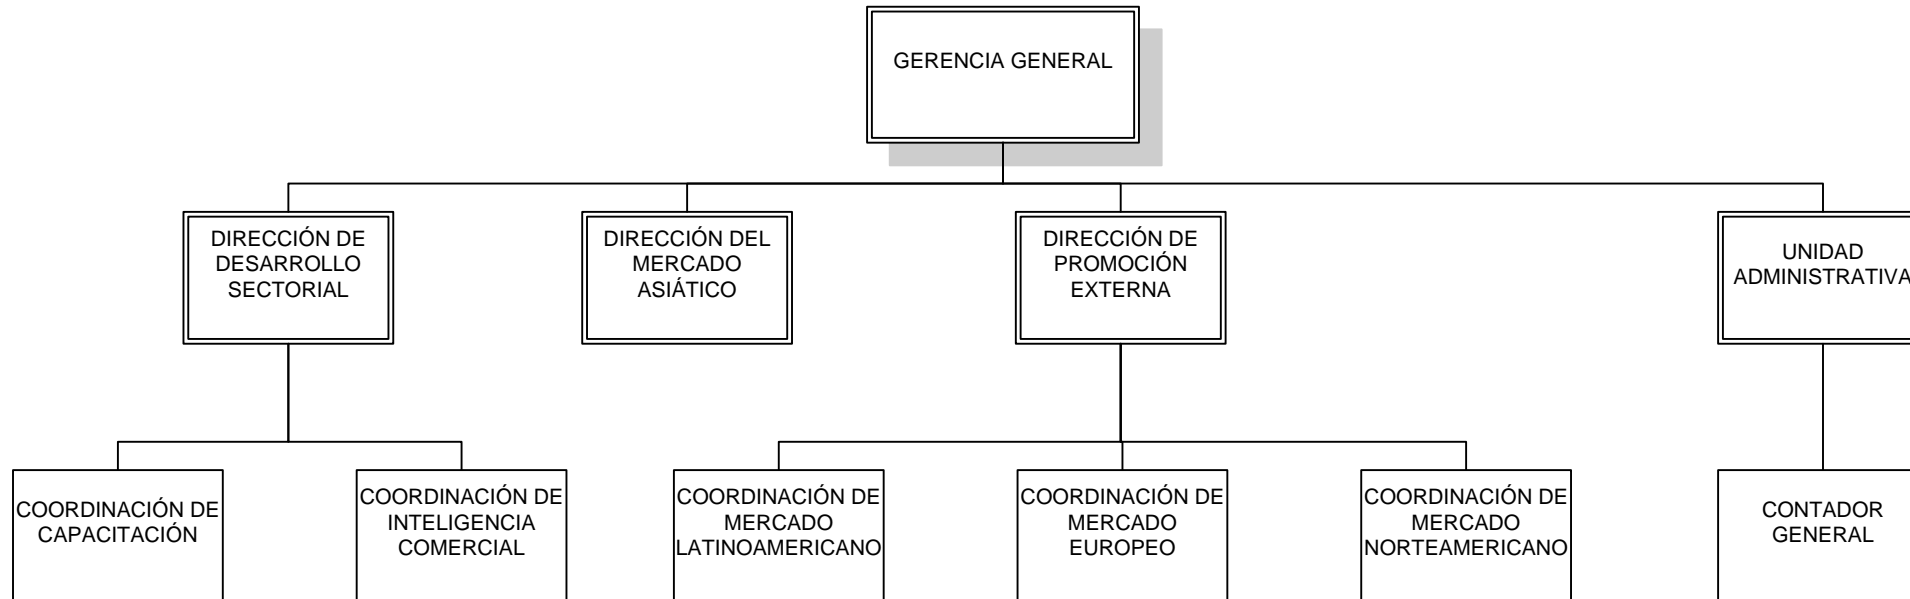 GERENCIA GENERAL
DIRECCIÓN DE
DESARROLLO
SECTORIAL
DIRECCIÓN DEL
MERCADO
ASIÁTICO
DIRECCIÓN DE
PROMOCIÓN
EXTERNA
UNIDAD
ADMINISTRATIVA
COORDINACIÓN DE
CAPACITACIÓN
COORDINACIÓN DE
INTELIGENCIA
COMERCIAL
COORDINACIÓN DE
MERCADO
LATINOAMERICANO
COORDINACIÓN DE
MERCADO
EUROPEO
COORDINACIÓN DE
MERCADO
NORTEAMERICANO
CONTADOR
GENERAL